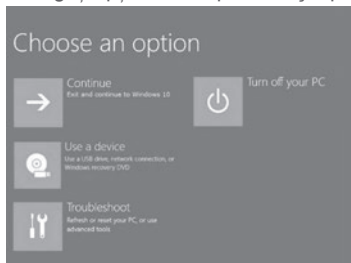 Choose an option
Continue
Exit and continue to Windows 10
Turn off your PC
Use a device
Use a USB drive, network connection, or
Windows recovery DVD
Troubleshoot
Refresh or reset your PC, or use
advanced tools